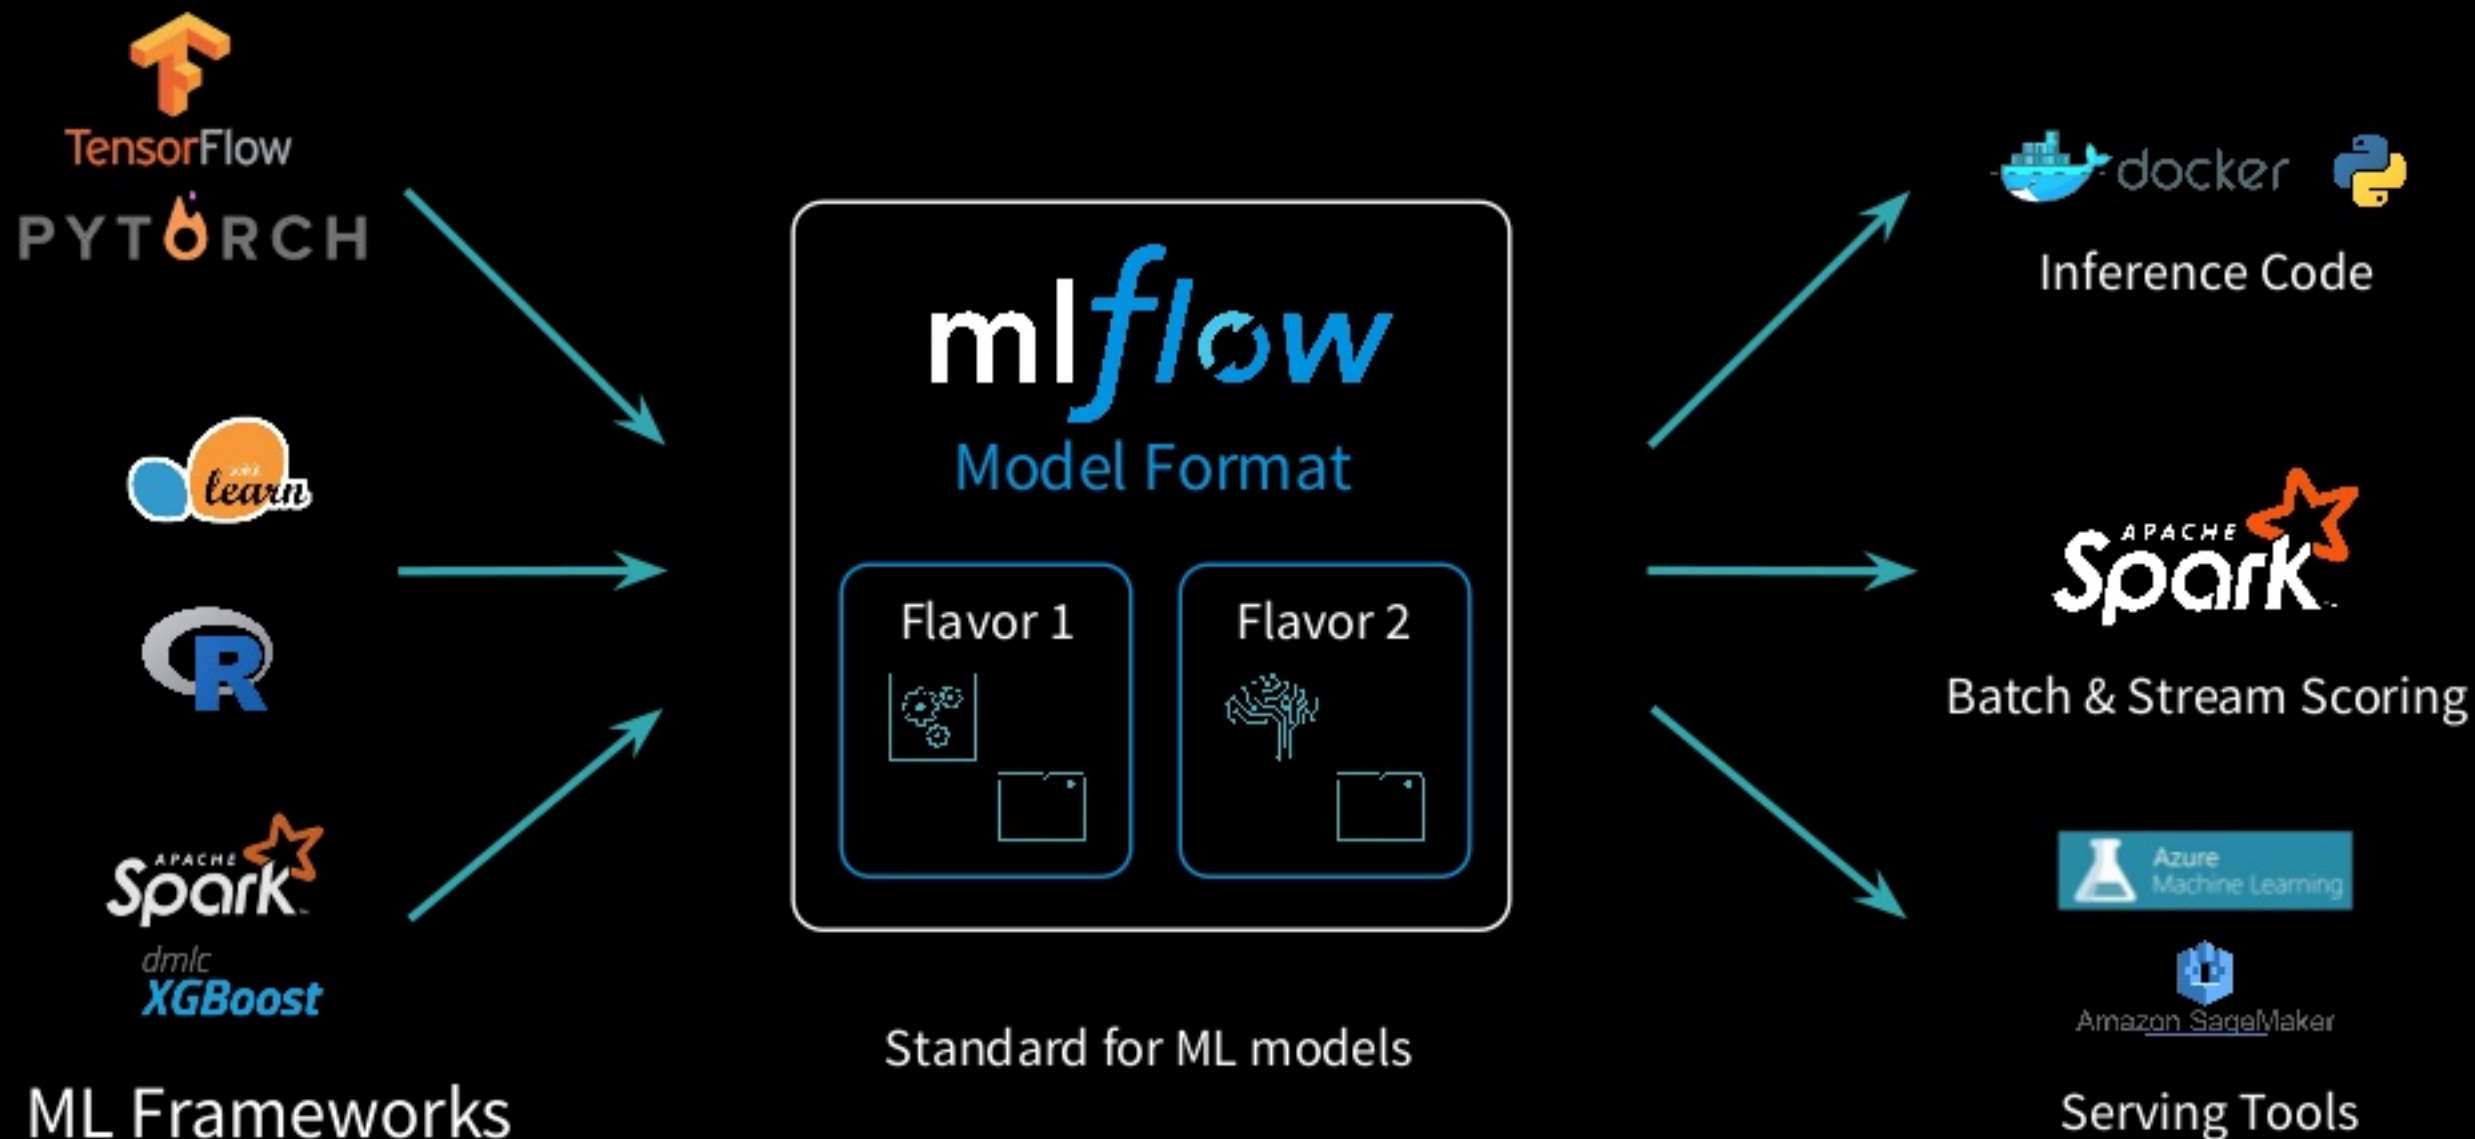 TensorFlow
PYTORCH
scikit
learn
R
APACHE
Spark
dmlc
XGBoost
ML Frameworks
mlflow
Model Format
Flavor 1
Flavor 2
Standard for ML models
docker
Inference Code
APACHE
Spark
Batch & Stream Scoring
Azure
Machine Learning
Amazon SageMaker
Serving Tools